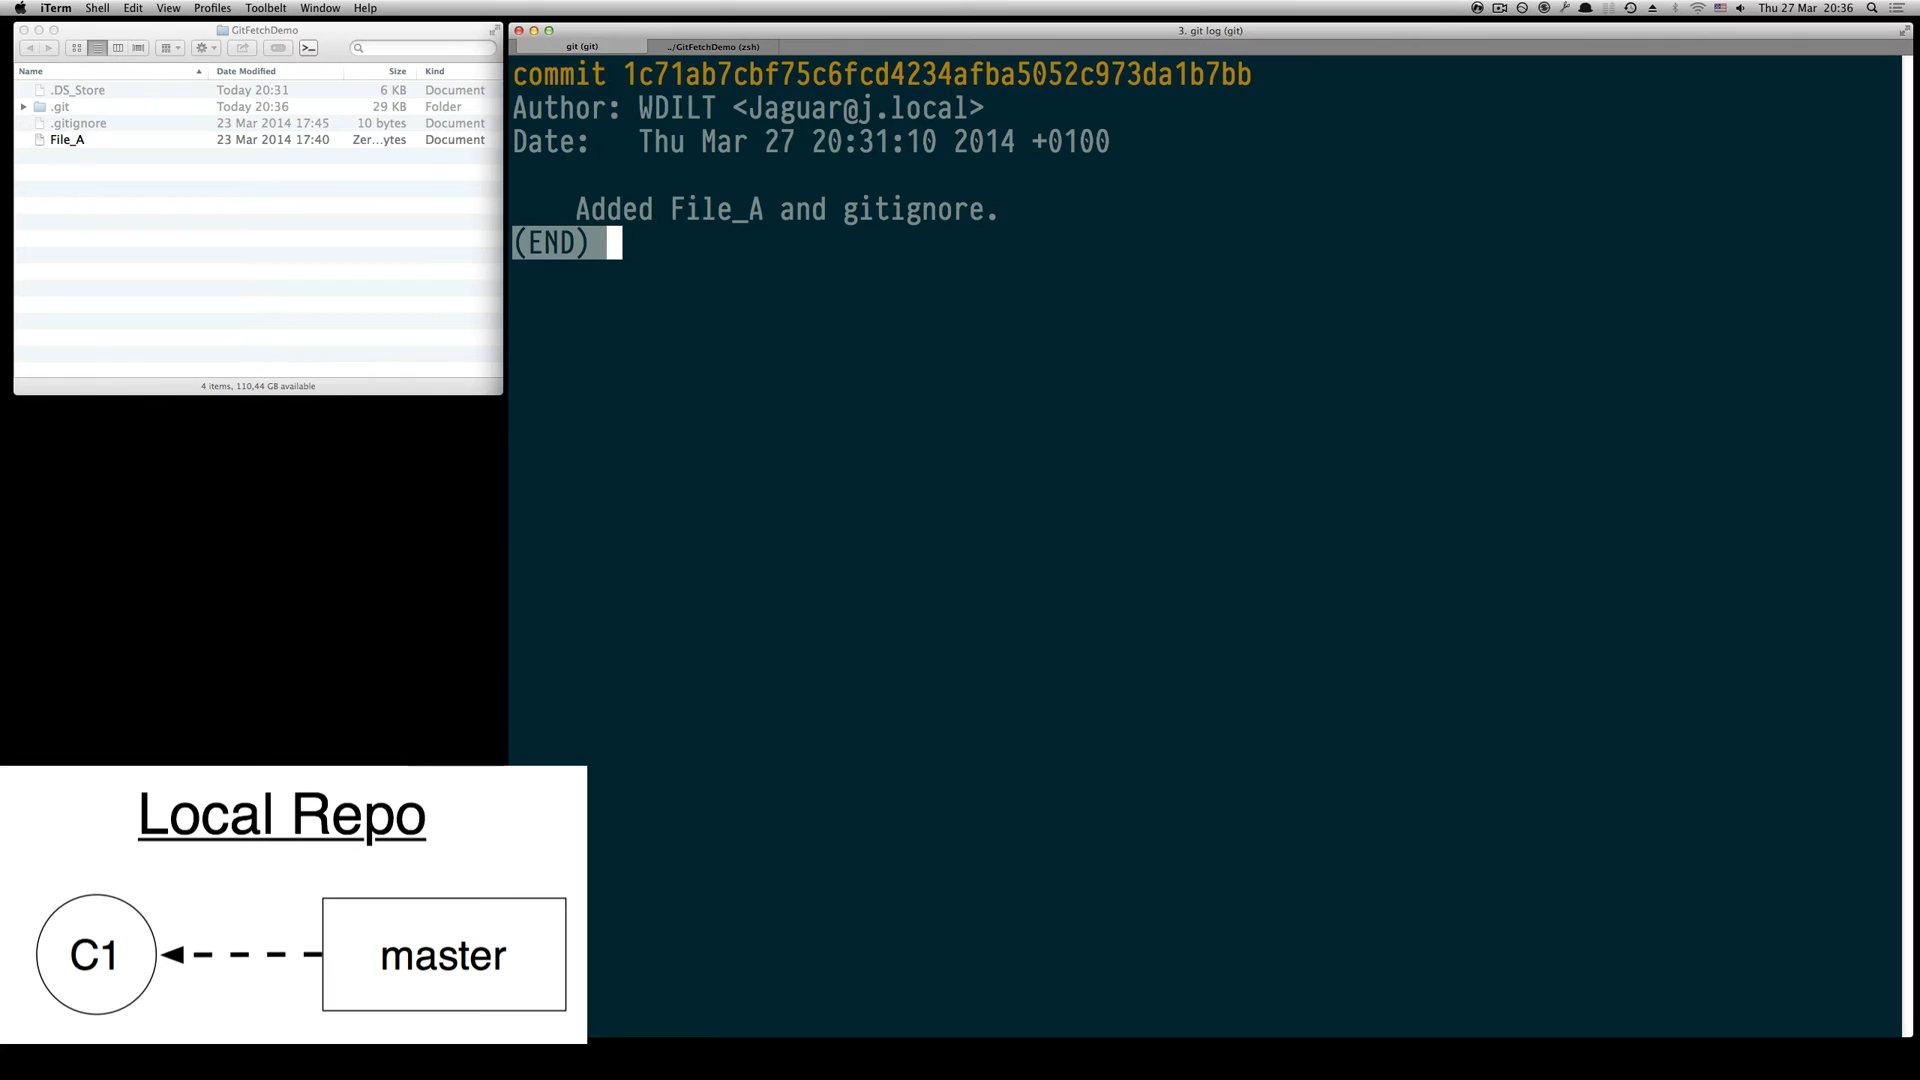 iTerm Shell Edit View Profiles Toolbelt Window Help
Thu 27 Mar 20:36
GitFetchDemo
Name Date Modified Size Kind
.DS_Store Today 20:31 6 KB Document
.git Today 20:36 29 KB Folder
.gitignore 23 Mar 2014 17:45 10 bytes Document
File_A 23 Mar 2014 17:40 Zer...ytes Document
4 items, 110,44 GB available
3. git log (git)
git (git)
../GitFetchDemo (zsh)
commit 1c71ab7cbf75c6fcd4234afba5052c973da1b7bb
Author: WDILT <Jaguar@j.local>
Date: Thu Mar 27 20:31:10 2014 +0100
Added File_A and gitignore.
(END)
Local Repo
C1
master